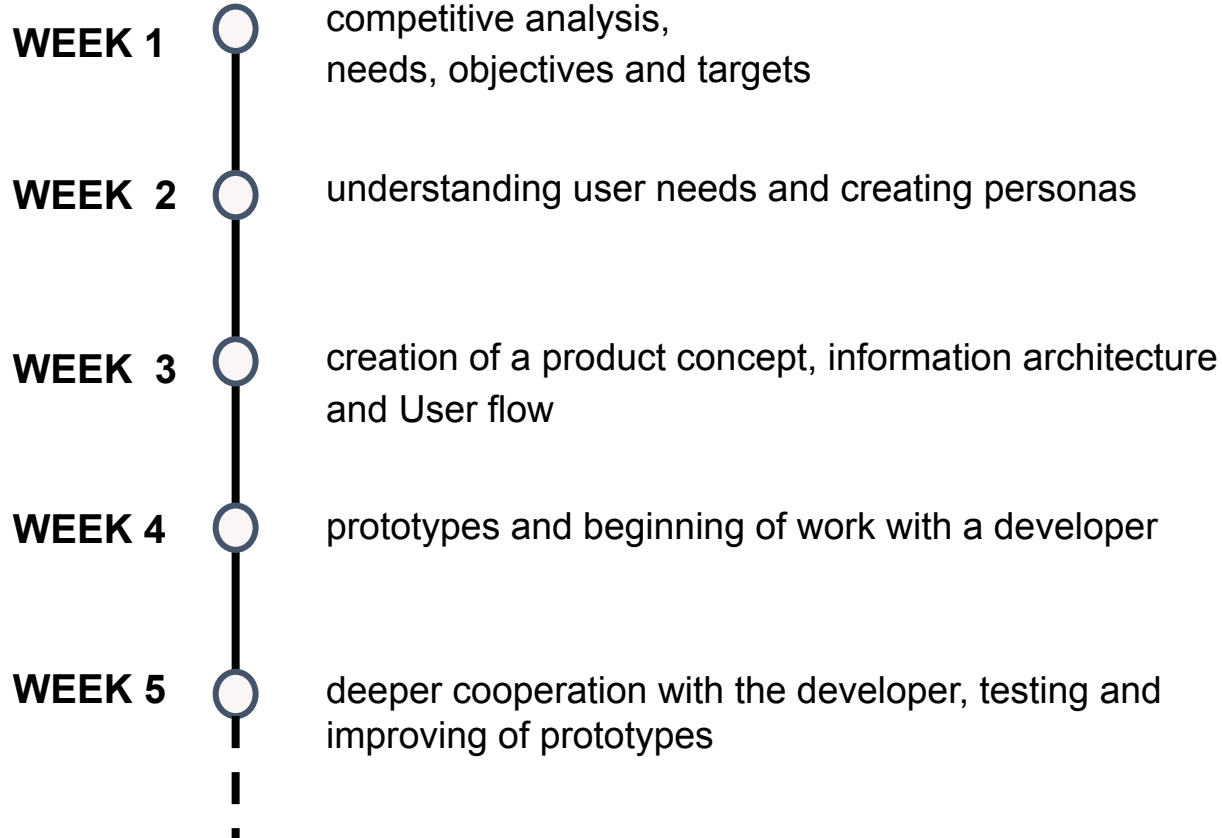 WEEK 1
competitive analysis,
needs, objectives and targets
WEEK 2
understanding user needs and creating personas
WEEK 3
creation of a product concept, information architecture
and User flow
WEEK 4
prototypes and beginning of work with a developer
WEEK 5
deeper cooperation with the developer, testing and
improving of prototypes